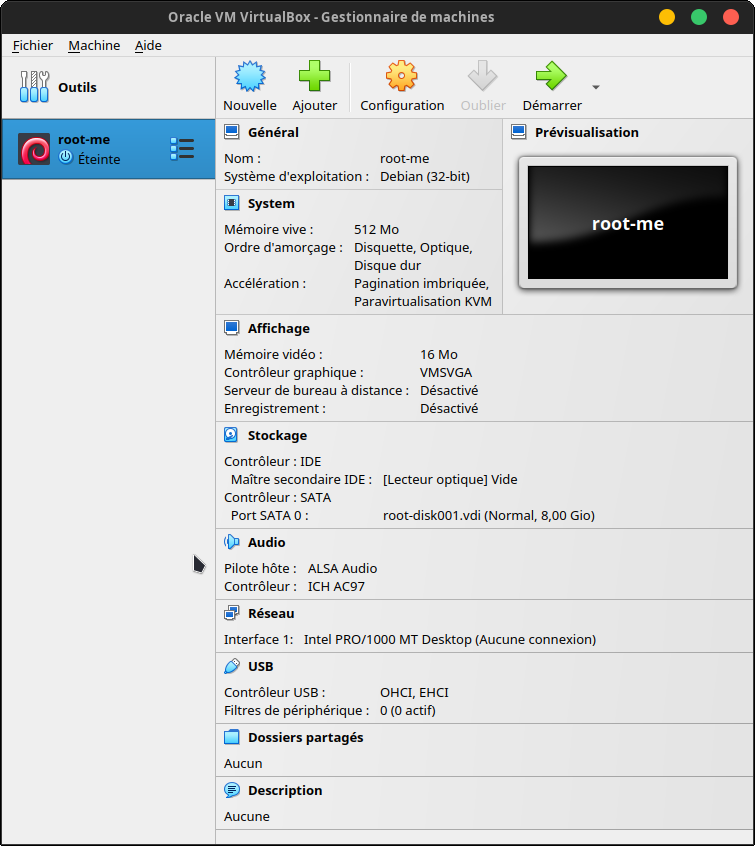 Oracle VM VirtualBox - Gestionnaire de machines
Fichier Machine Aide
Outils
Nouvelle Ajouter Configuration Oublier Démarrer
root-me
Éteinte
Général
Nom : root-me
Système d'exploitation : Debian (32-bit)
Prévisualisation
root-me
System
Mémoire vive : 512 Mo
Ordre d'amorçage : Disquette, Optique,
Disque dur
Accélération : Pagination imbriquée,
Paravirtualisation KVM
Affichage
Mémoire vidéo : 16 Mo
Contrôleur graphique : VMSVGA
Serveur de bureau à distance : Désactivé
Enregistrement : Désactivé
Stockage
Contrôleur : IDE
Maître secondaire IDE : [Lecteur optique] Vide
Contrôleur : SATA
Port SATA 0 : root-disk001.vdi (Normal, 8,00 Gio)
Audio
Pilote hôte : ALSA Audio
Contrôleur : ICH AC97
Réseau
Interface 1: Intel PRO/1000 MT Desktop (Aucune connexion)
USB
Contrôleur USB : OHCI, EHCI
Filtres de périphérique : 0 (0 actif)
Dossiers partagés
Aucun
Description
Aucune